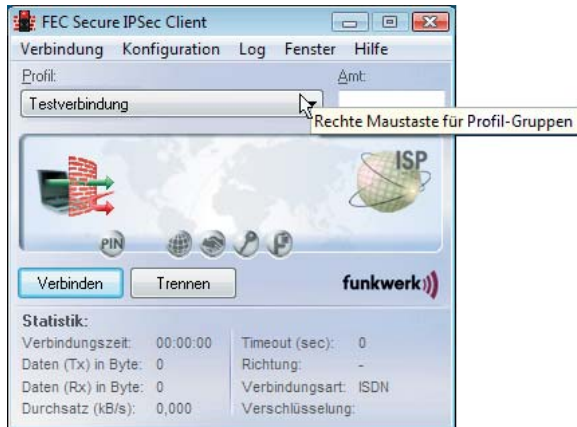 FEC Secure IPSec Client
Verbindung Konfiguration Log Fenster Hilfe
Profil: Amt:
Testverbindung
Rechte Maustaste für Profil-Gruppen
ISP
PIN
Verbinden Trennen funkwerk
Statistik:
Verbindungszeit: 00:00:00 Timeout (sec): 0
Daten (Tx) in Byte: 0 Richtung: -
Daten (Rx) in Byte: 0 Verbindungsart: ISDN
Durchsatz (kB/s): 0,000 Verschlüsselung: